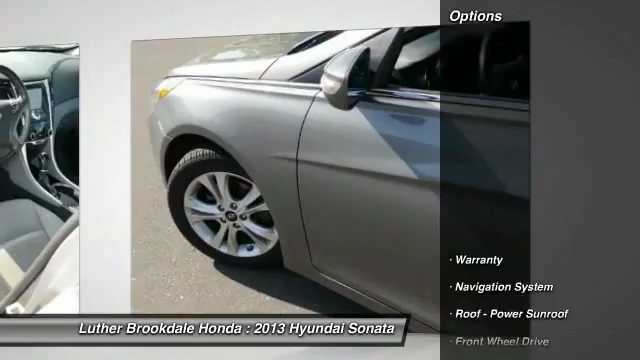 Options
· Warranty
· Navigation System
· Roof - Power Sunroof
· Front Wheel Drive
Luther Brookdale Honda : 2013 Hyundai Sonata